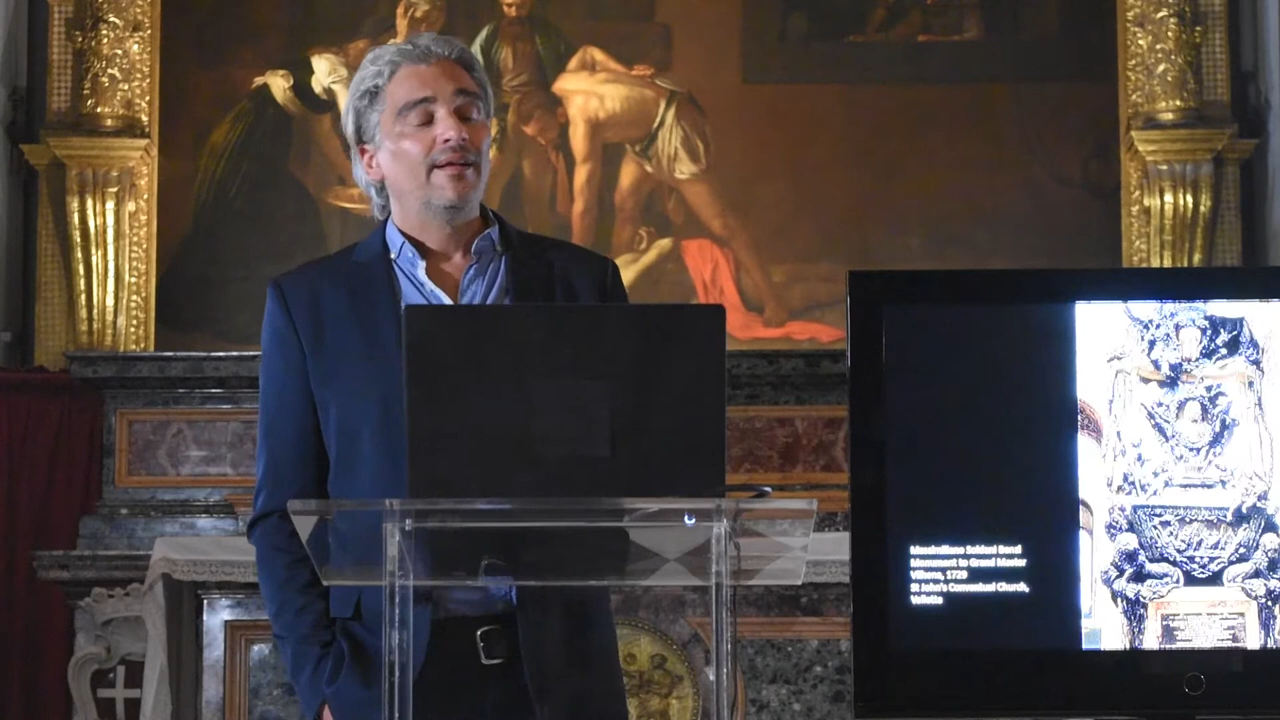 Massimiliano Soldani Benzi
Monument to Grand Master
Vilhena, 1729
St John's Conventual Church,
Valletta